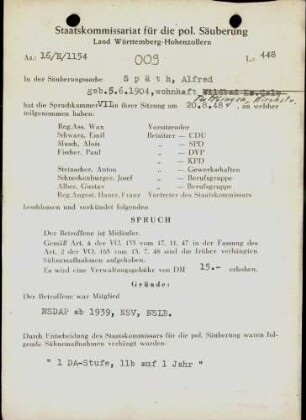 Staatskommissariat für die pol. Säuberung
Land Württemberg-Hohenzollern
Az.: 16/E/1154
009
L.: 448
In der Säuberungssache Späth, Alfred
geb.5.6.1904, wohnhaft Wildbad Kr.Calw
Tuttlingen,
hat die Spruchkammer VII in ihrer Sitzung am 20.8.48, an welcher
teilgenommen haben:
Reg.Ass. Wax Vorsitzender
Schwarz, Emil Beisitzer — CDU
Mosch, Alois „ — SPD
Fischer, Paul „ — DVP
„ — KPD
Steinacher, Anton „ — Gewerkschaften
Schneckenburger, Josef „ — Berufsgruppe
Alber, Gustav „ — Berufsgruppe
Reg.Angest. Hauer, Franz Vertreter des Staatskommissars
beschlossen und verkündet folgenden
SPRUCH
Der Betroffene ist Mitläufer.
Gemäß Art. 4 der VO. 133 vom 17. 11. 47 in der Fassung des
Art. 2 der VO. 165 vom 13. 7. 48 sind die früher verhängten
Sühnemaßnahmen aufgehoben.
Es wird eine Verwaltungsgebühr von DM 15.- erhoben.
Gründe:
Der Betroffene war Mitglied
NSDAP ab 1939, NSV, NSLB.
Durch Entscheidung des Staatskommissars für die pol. Säuberung waren folgende Sühnemaßnahmen verhängt worden:
" 1 DA-Stufe, 11b auf 1 Jahr "